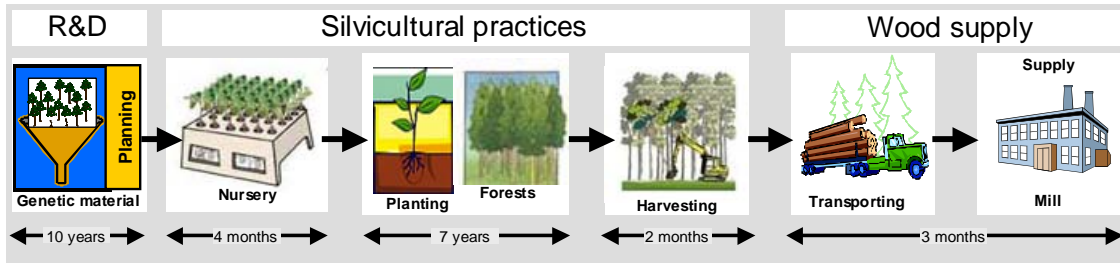 R&D
Silvicultural practices
Wood supply
Planning
Supply
Genetic material
Nursery
Planting
Forests
Harvesting
Transporting
Mill
10 years
4 months
7 years
2 months
3 months